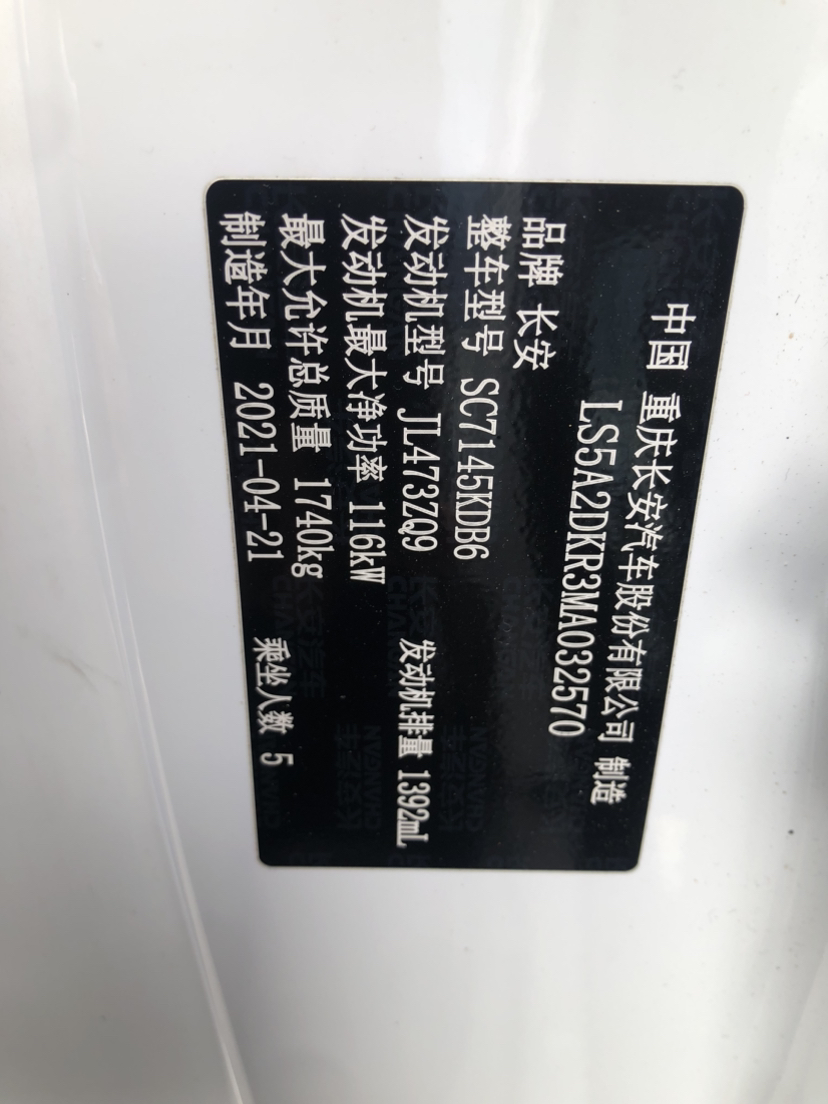 中国 重庆长安汽车股份有限公司 制造
LS5A2DKR3MA032570
品牌 长安
整车型号 SC7145KDB6
发动机型号 JL473ZQ9 发动机排量 1392mL
发动机最大净功率 116kW
最大允许总质量 1740kg
制造年月 2021-04-21 乘坐人数 5